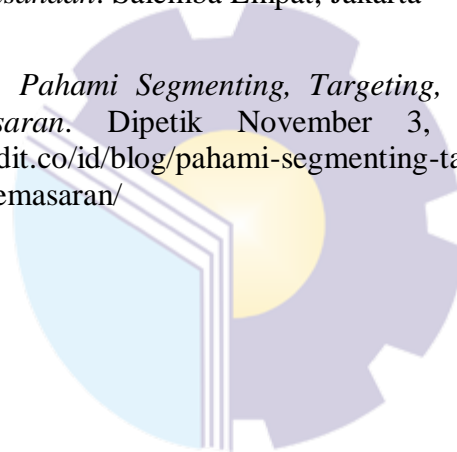 Salemba Empat, Jakarta
Pahami Segmenting, Targeting,
saran. Dipetik November 3,
dit.co/id/blog/pahami-segmenting-ta
emasaran/